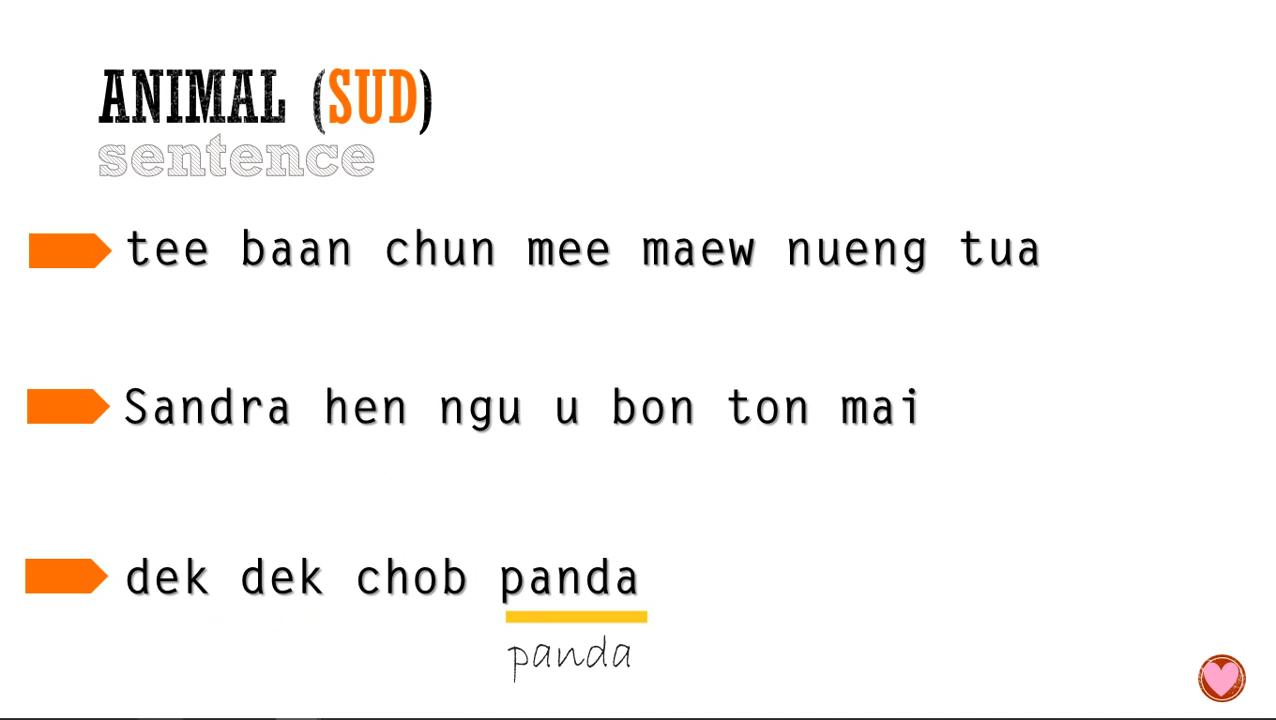 ANIMAL (SUD)
sentence
tee baan chun mee maew nueng tua
Sandra hen ngu u bon ton mai
dek dek chob panda
panda